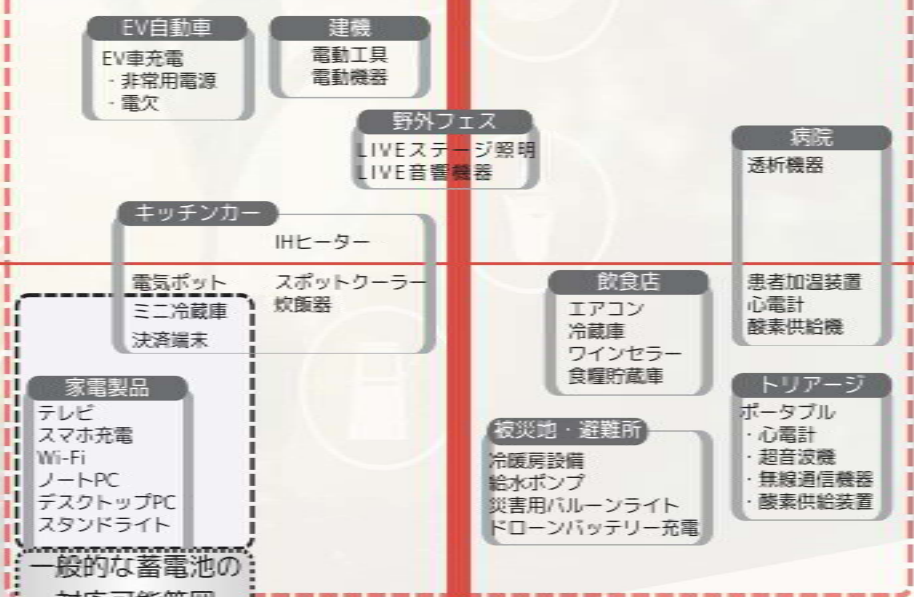 EV自動車
EV車充電
・非常用電源
・電欠
建機
電動工具
電動機器
野外フェス
LIVEステージ照明
LIVE音響機器
病院
透析機器
患者加温装置
心電計
酸素供給機
キッチンカー
IHヒーター
電気ポット
ミニ冷蔵庫
決済端末
スポットクーラー
炊飯器
飲食店
エアコン
冷蔵庫
ワインセラー
食糧貯蔵庫
家電製品
テレビ
スマホ充電
Wi-Fi
ノートPC
デスクトップPC
スタンドライト
被災地・避難所
冷暖房設備
給水ポンプ
災害用バルーンライト
ドローンバッテリー充電
トリアージ
ポータブル
・心電計
・超音波機
・無線通信機器
・酸素供給装置
一般的な蓄電池の
対応可能範囲